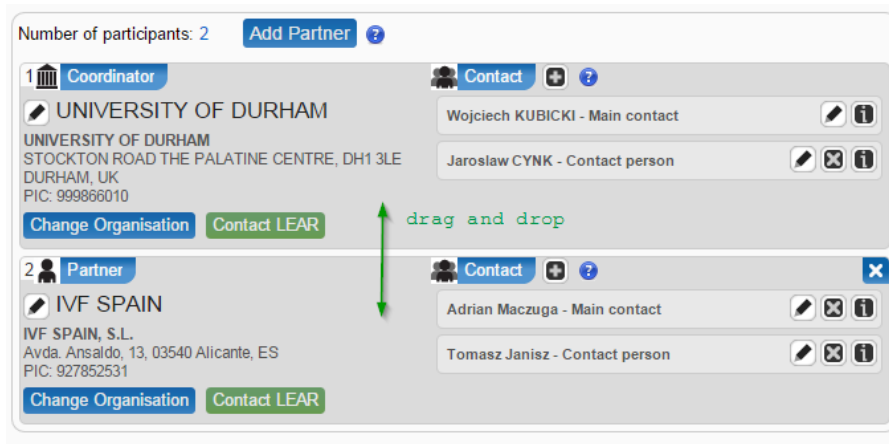 Number of participants: 2 Add Partner ?
1 Coordinator Contact ?
UNIVERSITY OF DURHAM
Wojciech KUBICKI - Main contact
UNIVERSITY OF DURHAM
STOCKTON ROAD THE PALATINE CENTRE, DH1 3LE
DURHAM, UK
PIC: 999866010
Jaroslaw CYNK - Contact person
Change Organisation Contact LEAR
drag and drop
2 Partner Contact ?
IVF SPAIN
Adrian Maczuga - Main contact
IVF SPAIN, S.L.
Avda. Ansaldo, 13, 03540 Alicante, ES
PIC: 927852531
Tomasz Janisz - Contact person
Change Organisation Contact LEAR